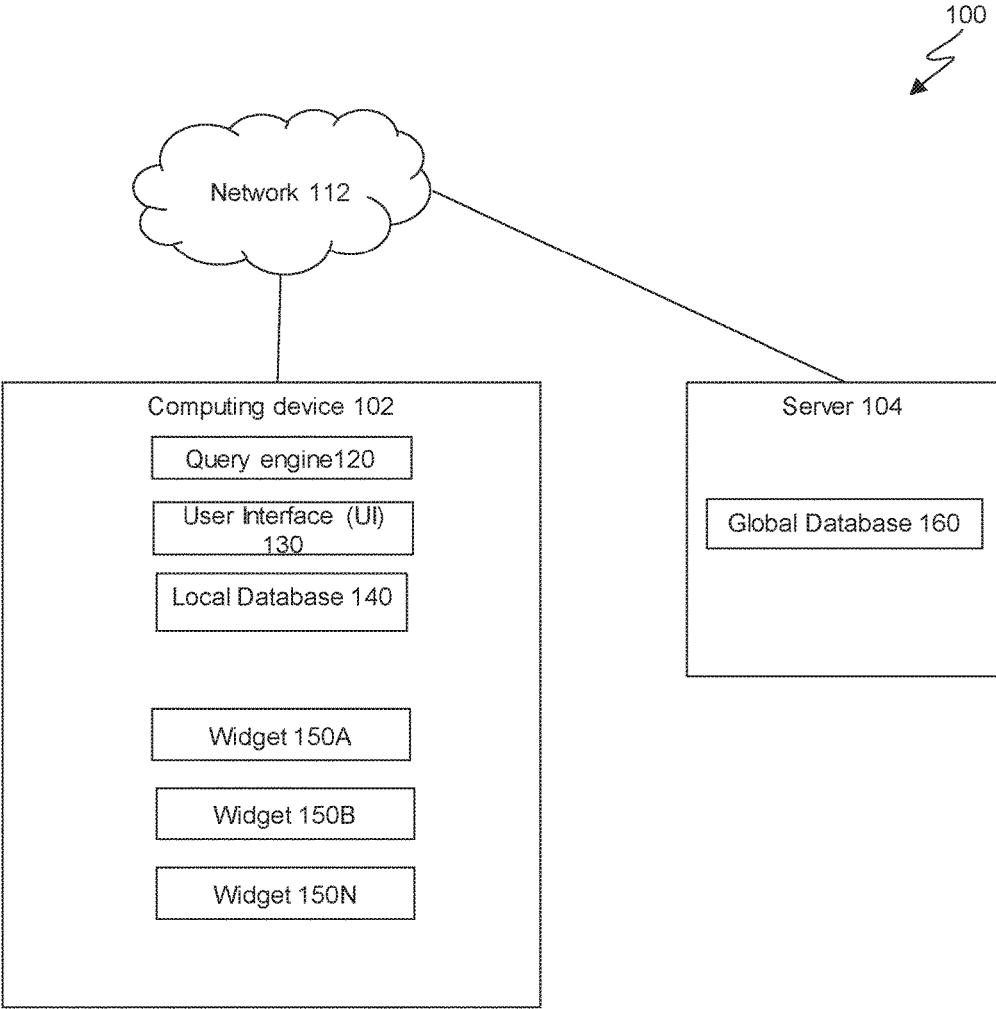 100
Network 112
Computing device 102
Query engine120
User Interface (UI)
130
Local Database 140
Widget 150A
Widget 150B
Widget 150N
Server 104
Global Database 160